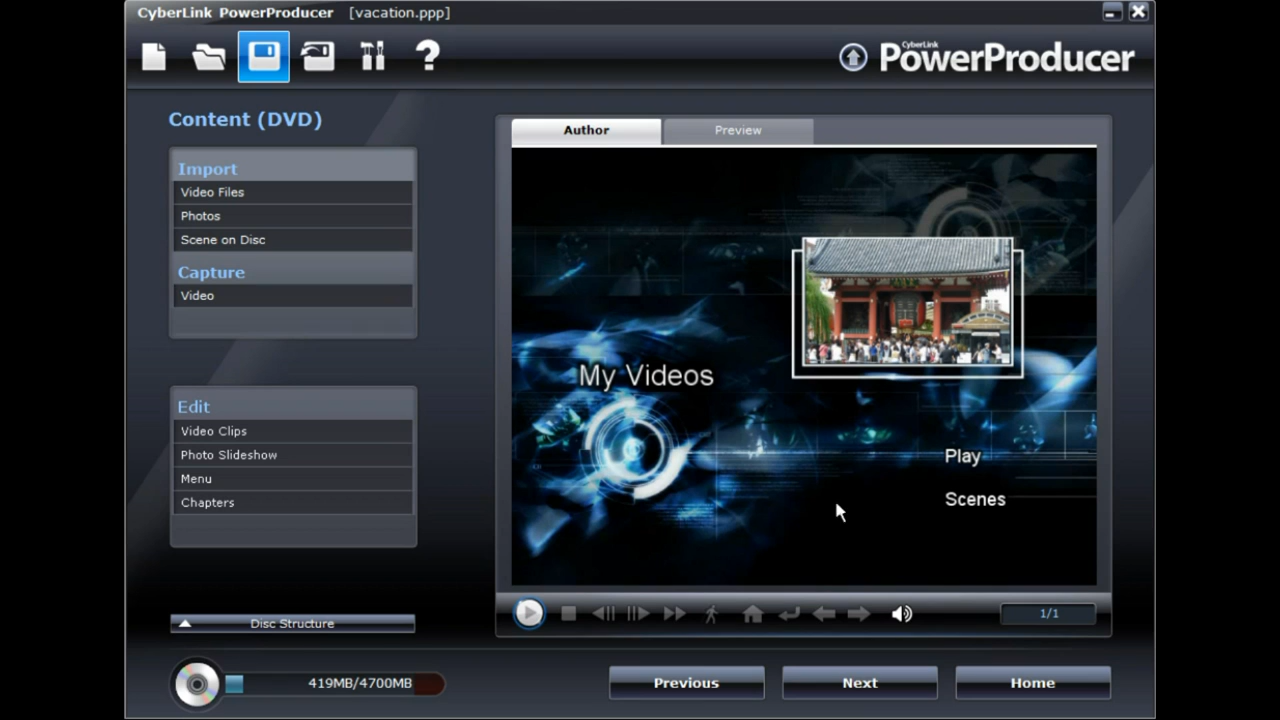 CyberLink PowerProducer [vacation.ppp]
?
CyberLink
PowerProducer
Content (DVD)
Import
Video Files
Photos
Scene on Disc
Capture
Video
Edit
Video Clips
Photo Slideshow
Menu
Chapters
Disc Structure
419MB/4700MB
Author Preview
My Videos
Play
Scenes
1/1
Previous Next Home